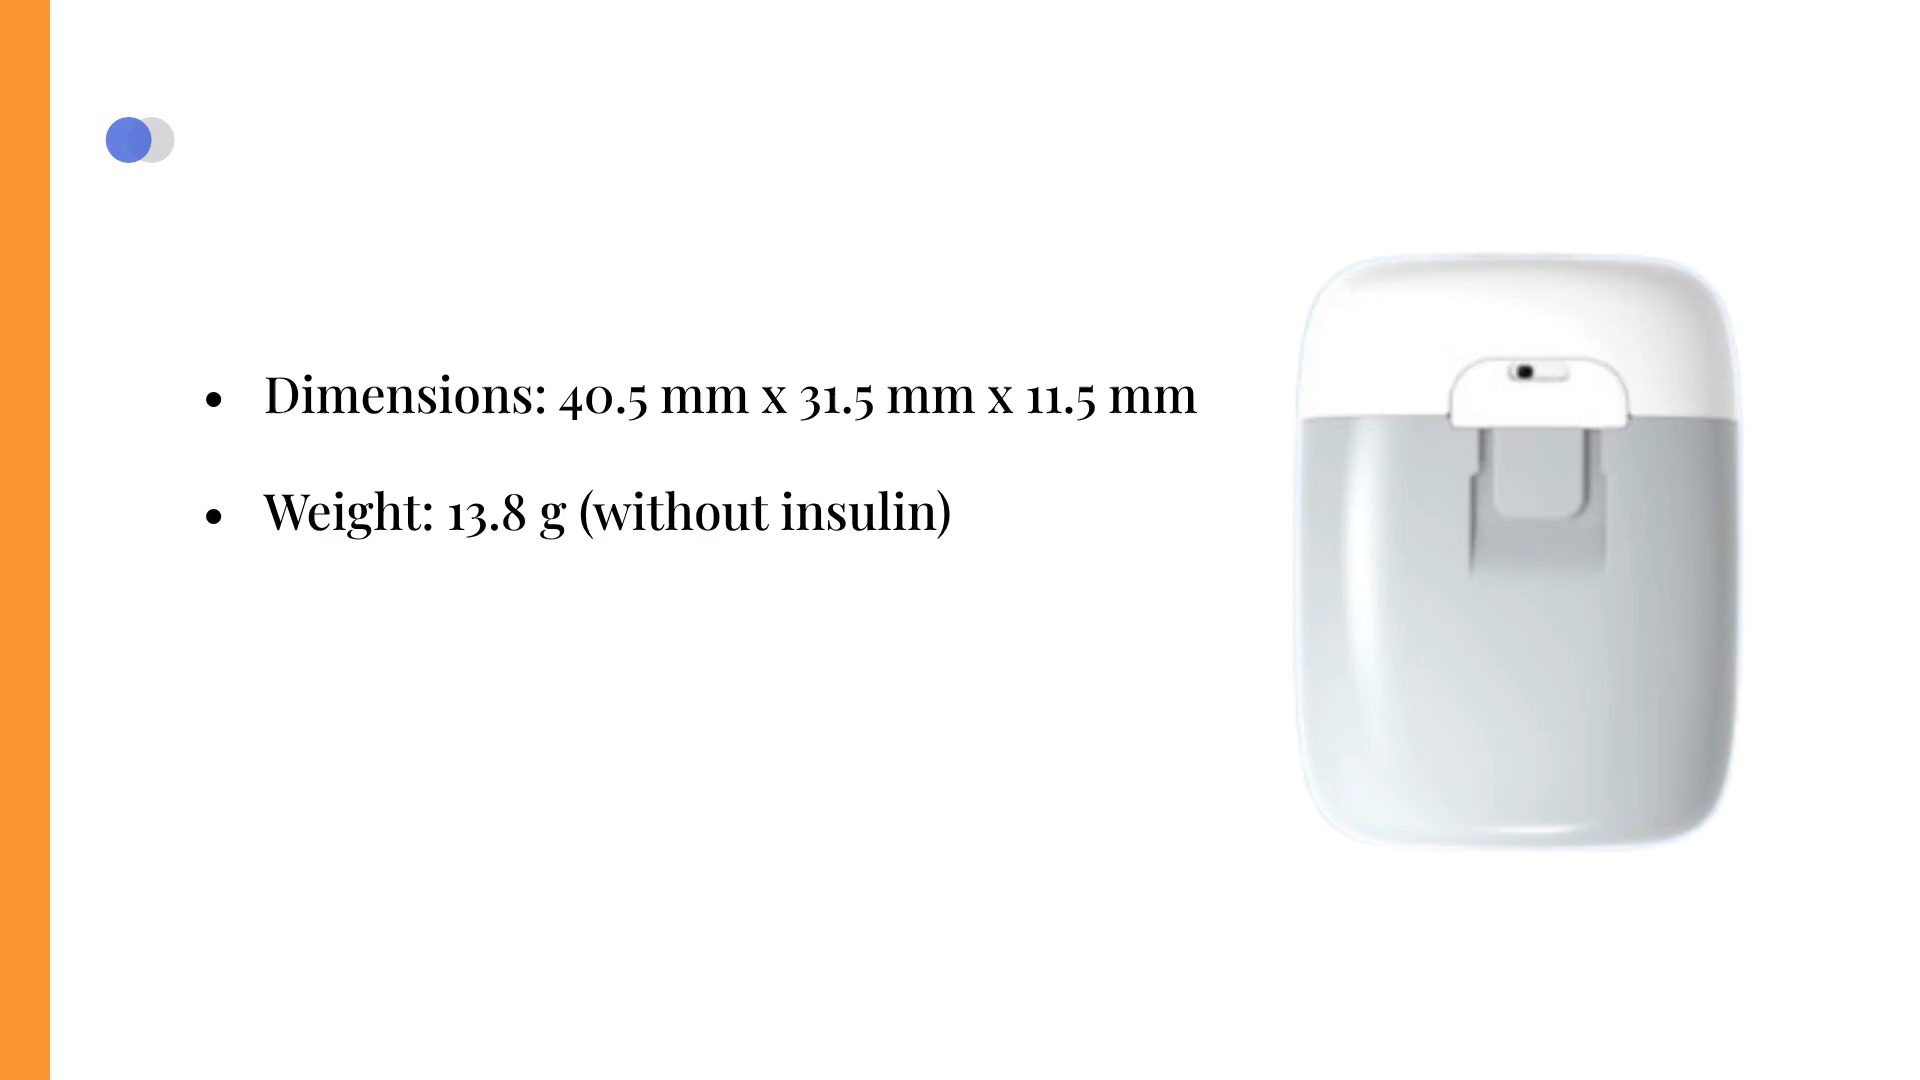 • Dimensions: 40.5 mm x 31.5 mm x 11.5 mm
• Weight: 13.8 g (without insulin)